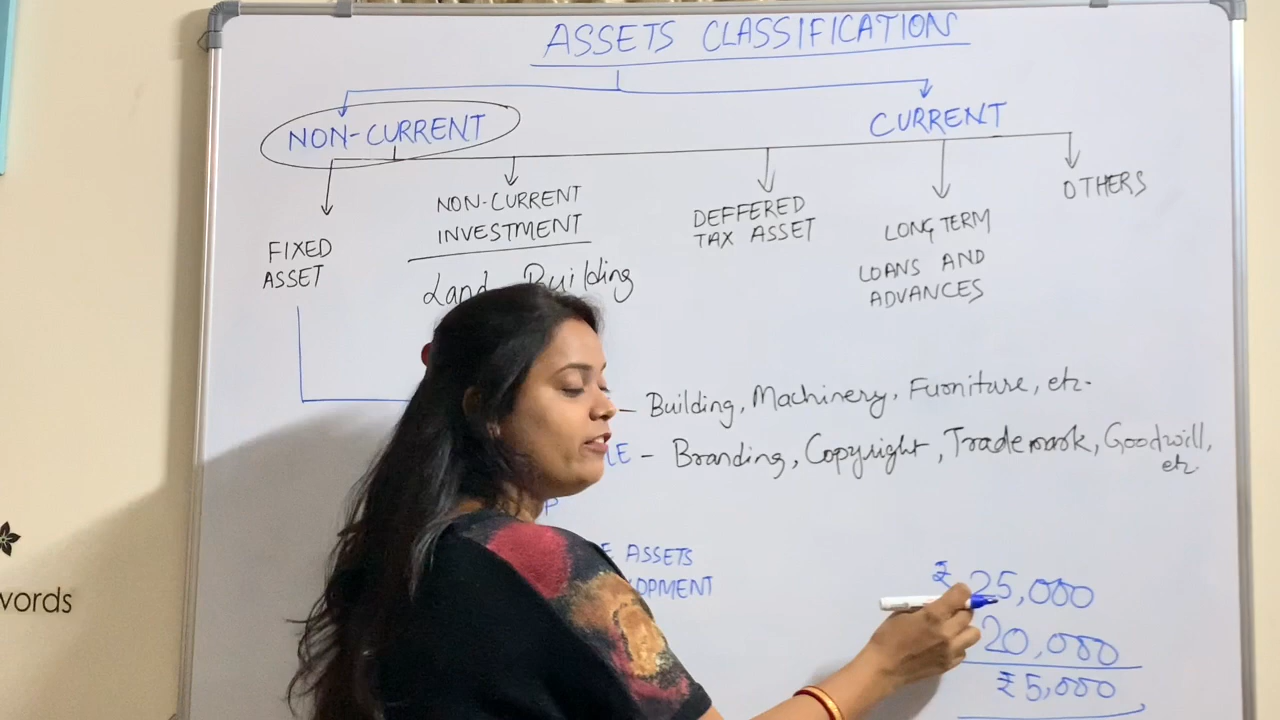 ASSETS CLASSIFICATION
NON-CURRENT
CURRENT
FIXED
ASSET
NON-CURRENT
INVESTMENT
Land Building
DEFFERED
TAX ASSET
LONG TERM
LOANS AND
ADVANCES
OTHERS
— Building, Machinery, Furniture, etc.
LE — Branding, Copyright, Trademark, Goodwill,
etc.
P
E ASSETS
LOPMENT
₹ 25,000
20,000
₹ 5,000
words